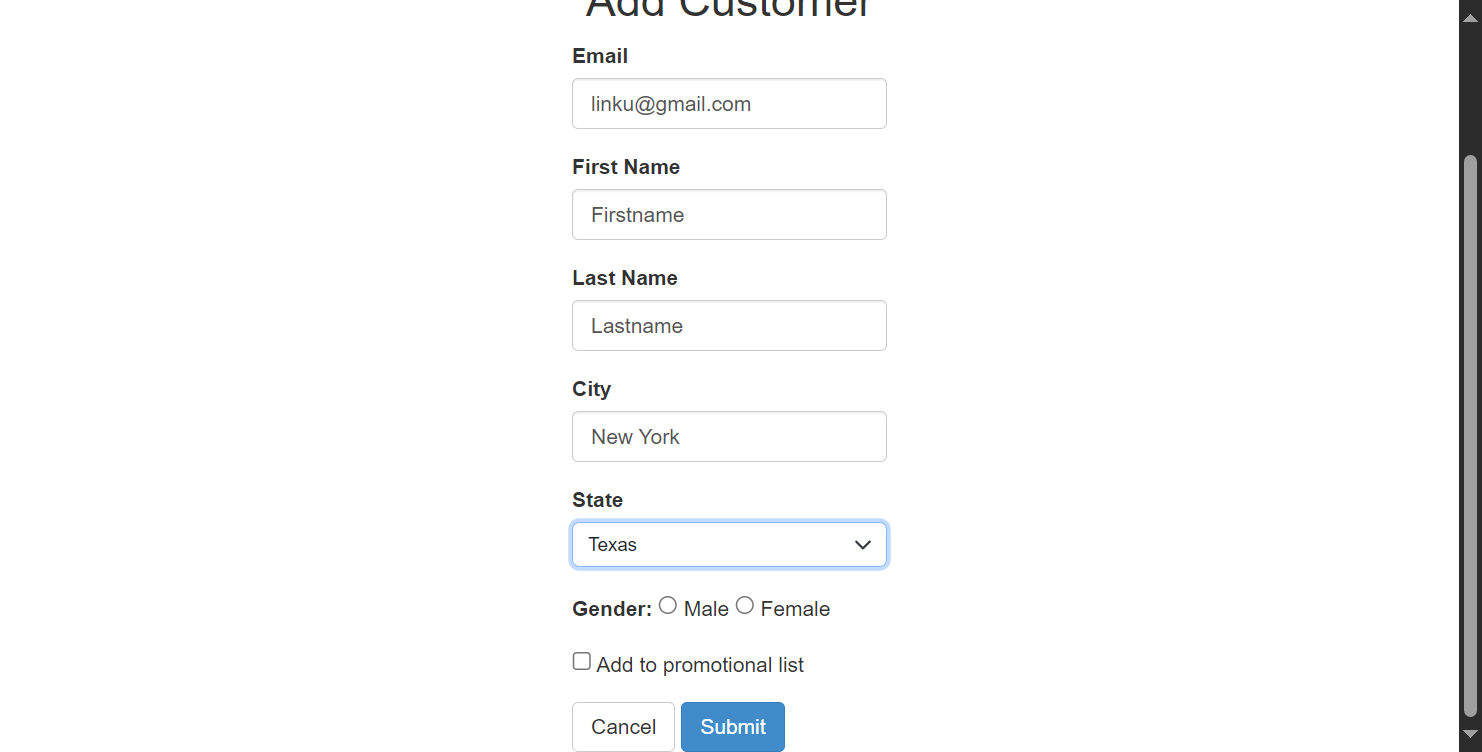 Add Customer
Email
linku@gmail.com
First Name
Firstname
Last Name
Lastname
City
New York
State
Texas
Gender: Male Female
Add to promotional list
Cancel Submit